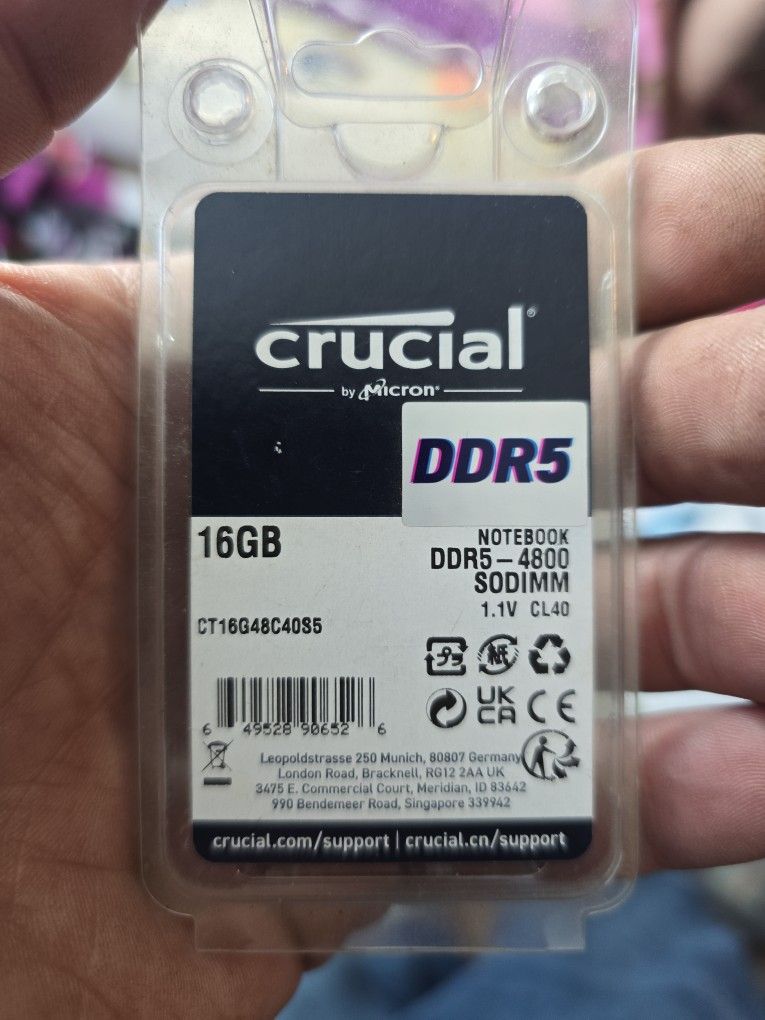 crucial®
by Micron®
DDR5
16GB
NOTEBOOK
DDR5-4800
SODIMM
1.1V CL40
CT16G48C40S5
UK
CA
CE
6 49528 90652 6
Leopoldstrasse 250 Munich, 80807 Germany
London Road, Bracknell, RG12 2AA UK
3475 E. Commercial Court, Meridian, ID 83642
990 Bendemeer Road, Singapore 339942
crucial.com/support | crucial.cn/support